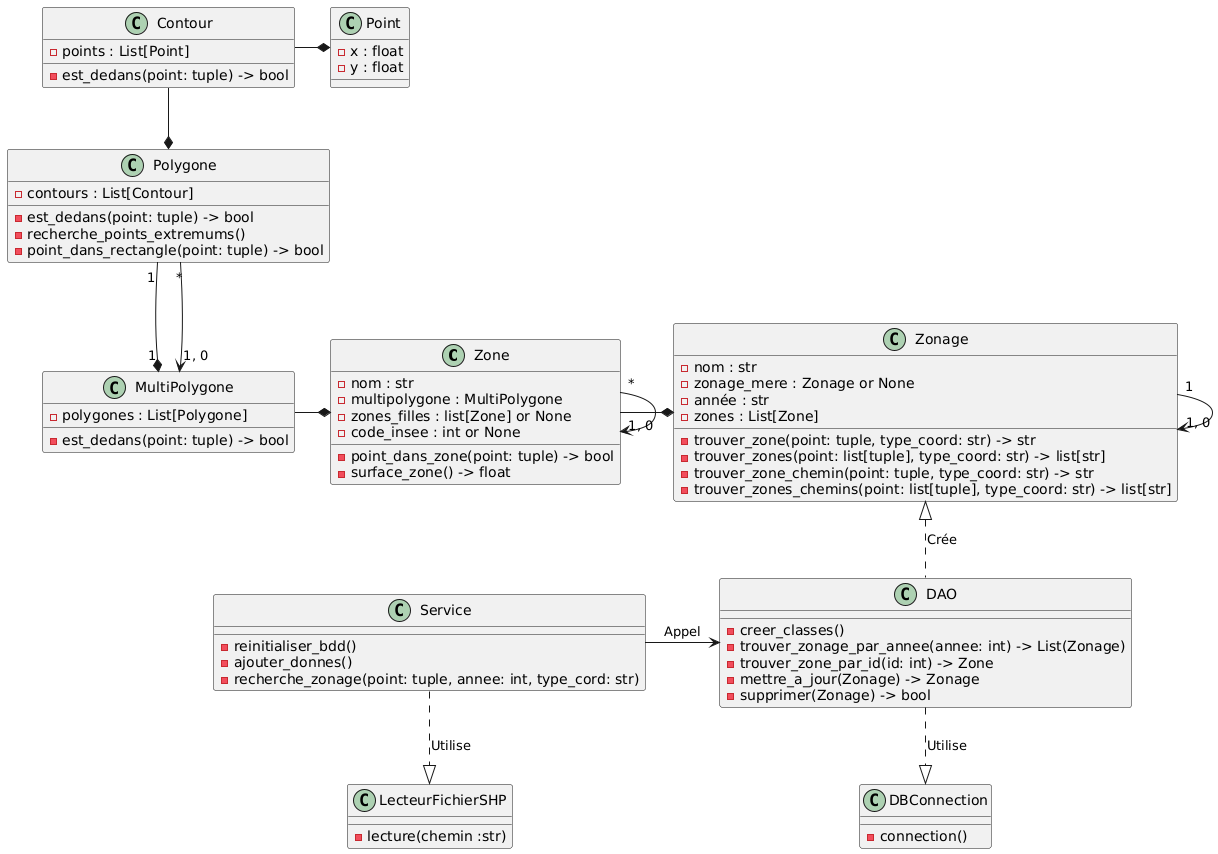 C Contour
points : List[Point]
est_dedans(point: tuple) -> bool
C Point
x : float
y : float
C Polygone
contours : List[Contour]
est_dedans(point: tuple) -> bool
recherche_points_extremums()
point_dans_rectangle(point: tuple) -> bool
1
*
1
1, 0
C MultiPolygone
polygones : List[Polygone]
est_dedans(point: tuple) -> bool
C Zone
nom : str
multipolygone : MultiPolygone
zones_filles : list[Zone] or None
code_insee : int or None
point_dans_zone(point: tuple) -> bool
surface_zone() -> float
*
1, 0
C Zonage
nom : str
zonage_mere : Zonage or None
année : str
zones : List[Zone]
trouver_zone(point: tuple, type_coord: str) -> str
trouver_zones(point: list[tuple], type_coord: str) -> list[str]
trouver_zone_chemin(point: tuple, type_coord: str) -> str
trouver_zones_chemins(point: list[tuple], type_coord: str) -> list[str]
1
1, 0
Crée
C Service
reinitialiser_bdd()
ajouter_donnes()
recherche_zonage(point: tuple, annee: int, type_cord: str)
Appel
C DAO
creer_classes()
trouver_zonage_par_annee(annee: int) -> List(Zonage)
trouver_zone_par_id(id: int) -> Zone
mettre_a_jour(Zonage) -> Zonage
supprimer(Zonage) -> bool
Utilise
Utilise
C LecteurFichierSHP
lecture(chemin :str)
C DBConnection
connection()